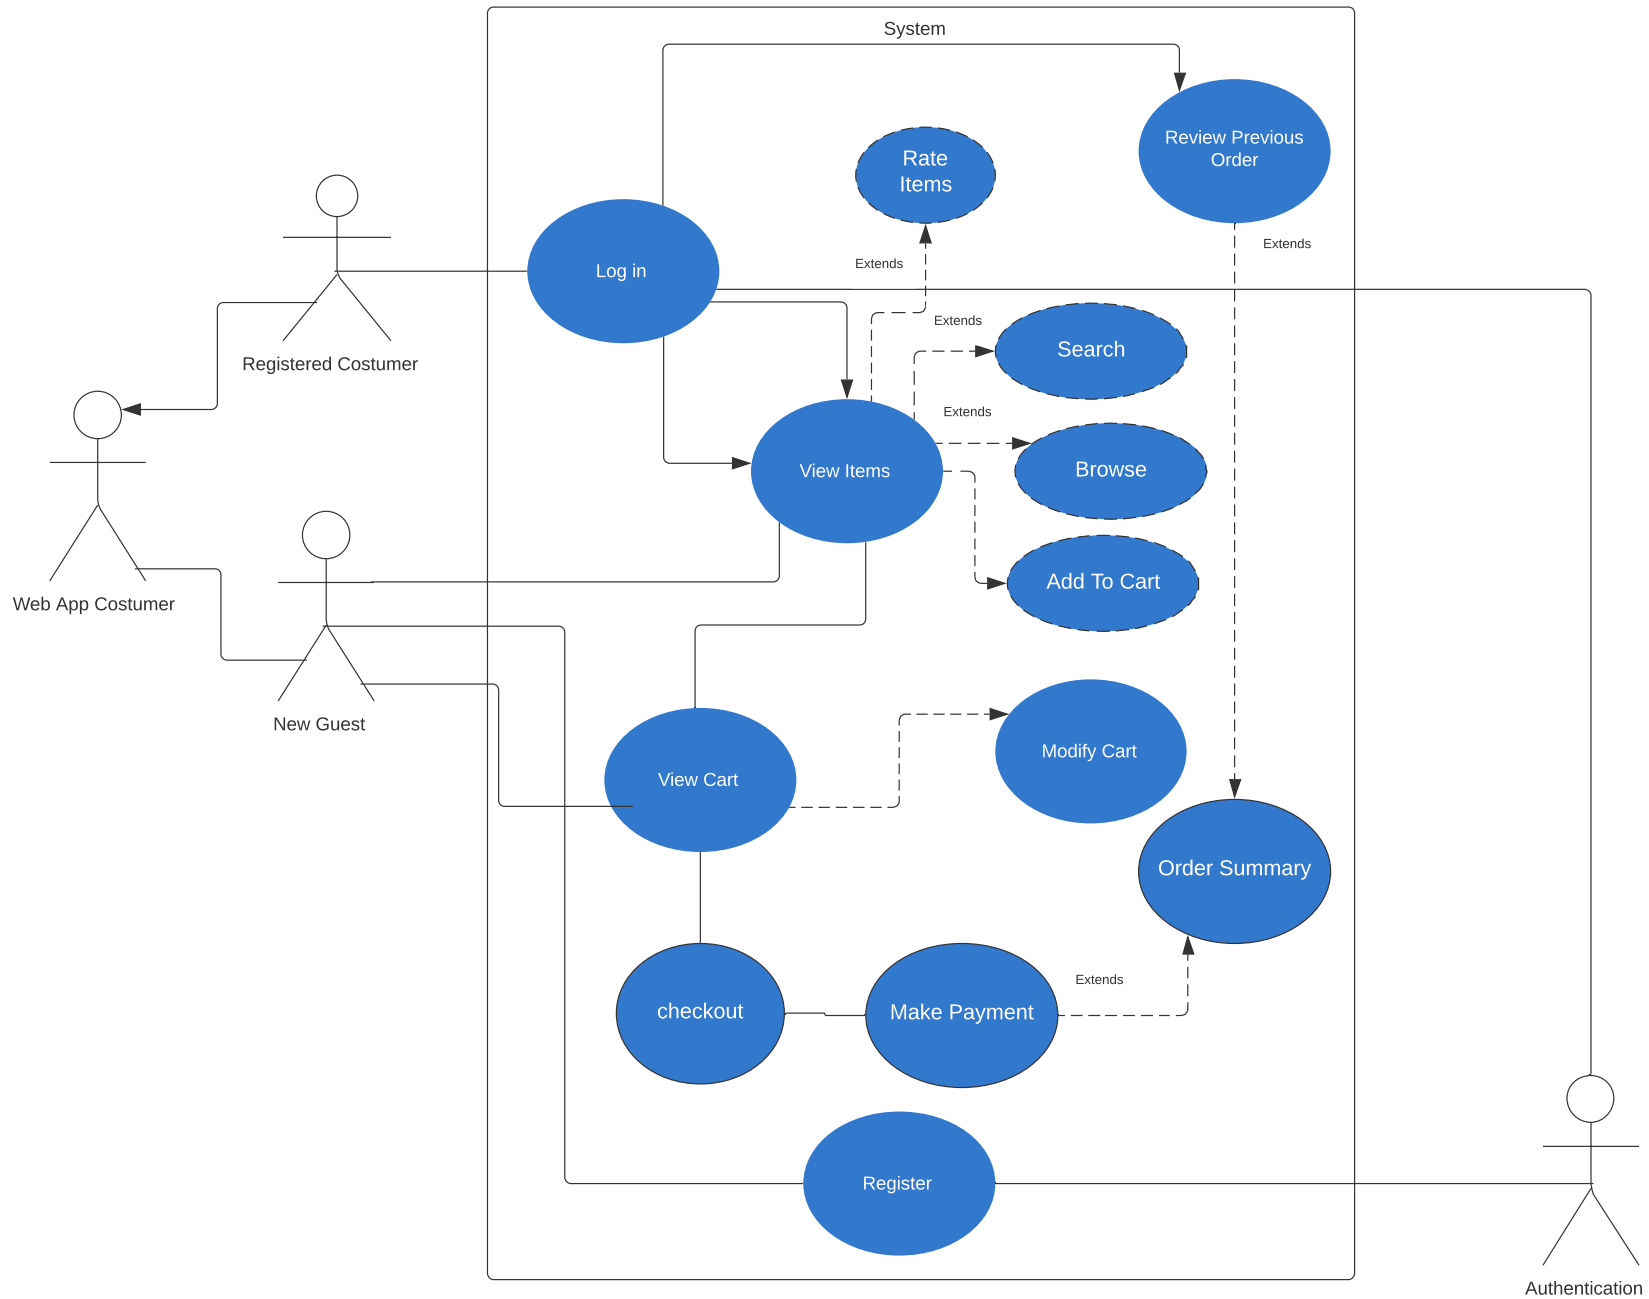 System
Review Previous
Order
Rate
Items
Extends
Extends
Log in
Extends
Search
Registered Costumer
Extends
View Items
Browse
Add To Cart
Web App Costumer
New Guest
View Cart
Modify Cart
Order Summary
Extends
checkout
Make Payment
Register
Authentication